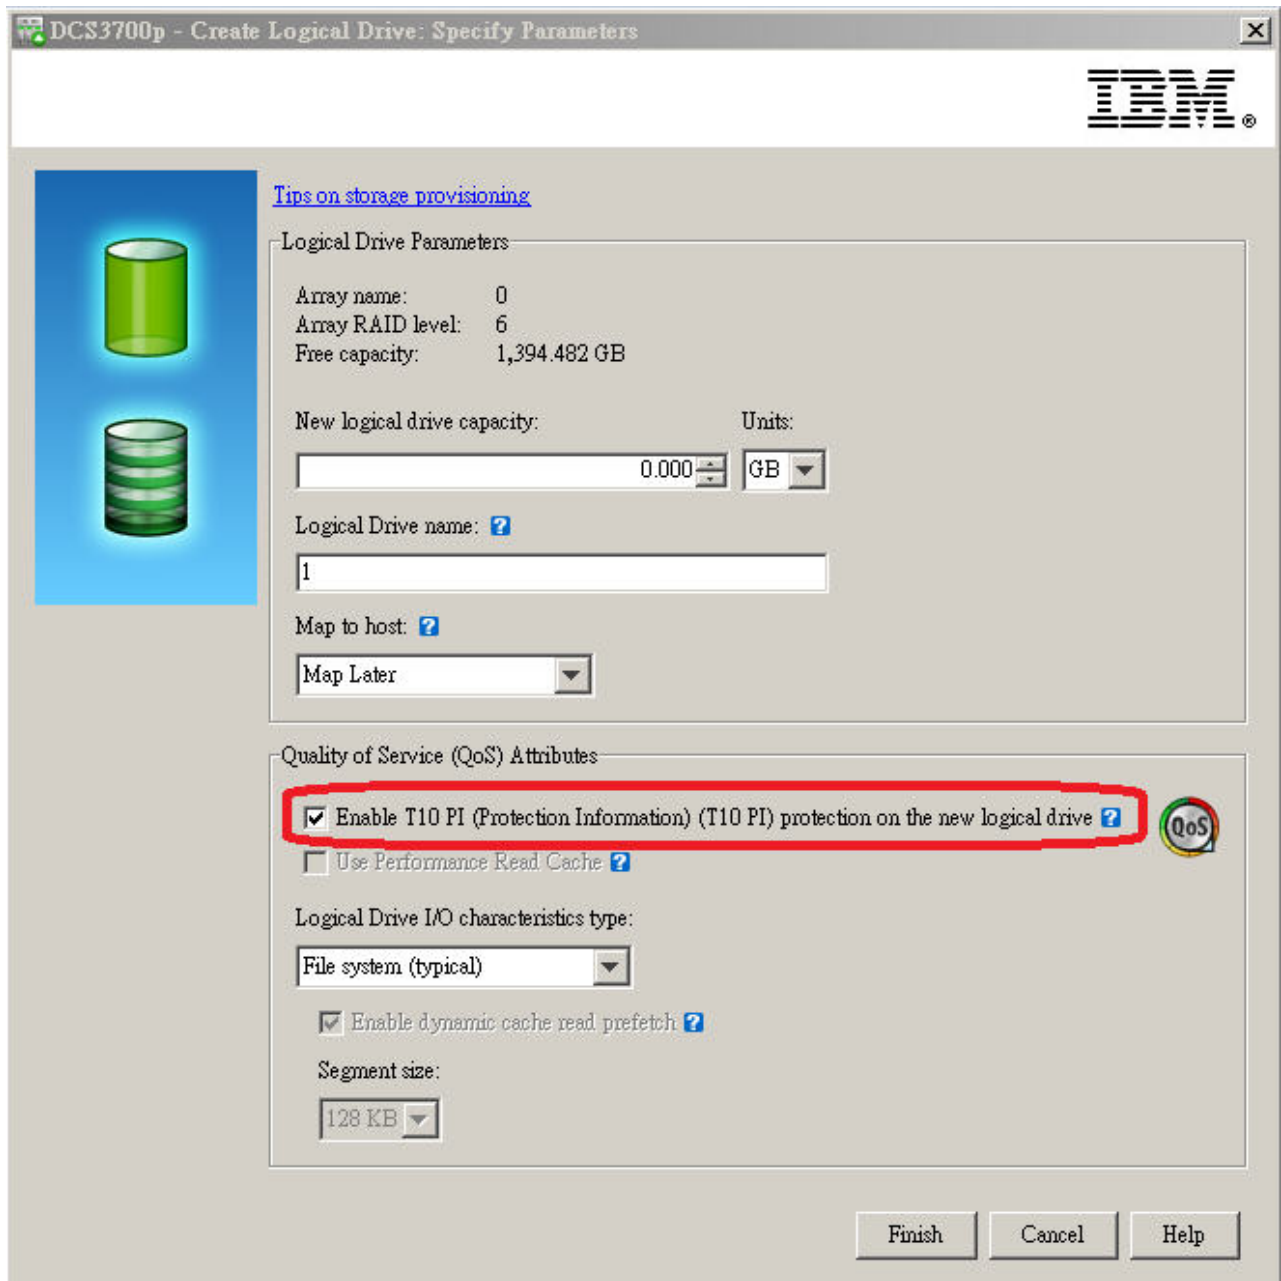 DCS3700p - Create Logical Drive: Specify Parameters
IBM®
Tips on storage provisioning
Logical Drive Parameters
Array name: 0
Array RAID level: 6
Free capacity: 1,394.482 GB
New logical drive capacity: Units:
0.000 GB
Logical Drive name: ?
1
Map to host: ?
Map Later
Quality of Service (QoS) Attributes
Enable T10 PI (Protection Information) (T10 PI) protection on the new logical drive ?
QoS
Use Performance Read Cache ?
Logical Drive I/O characteristics type:
File system (typical)
Enable dynamic cache read prefetch ?
Segment size:
128 KB
Finish Cancel Help